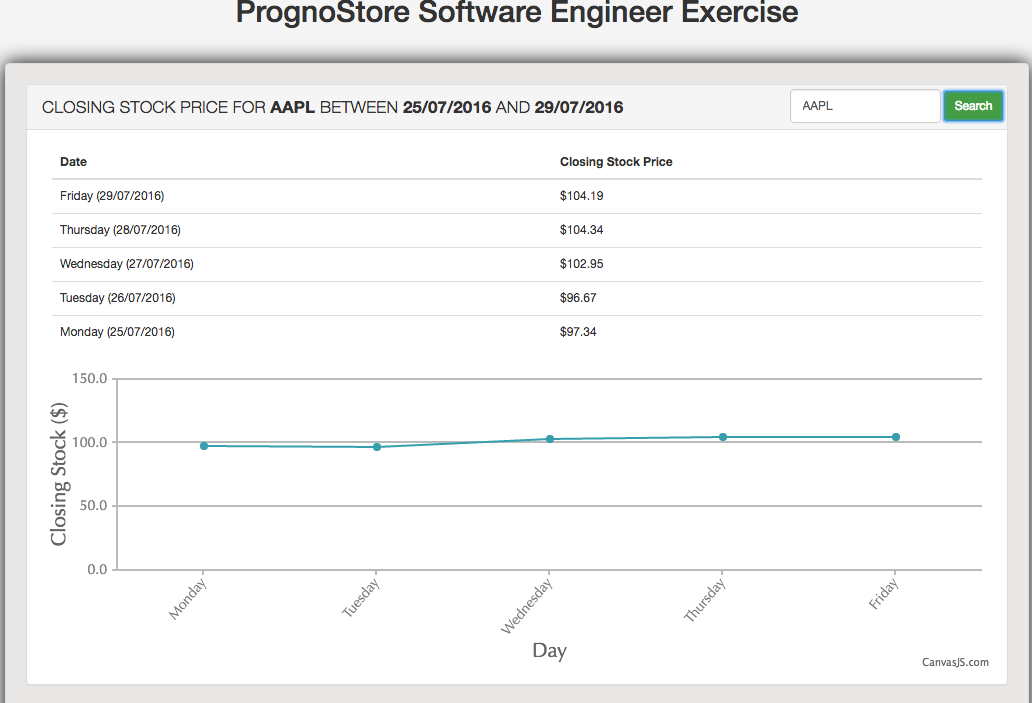 PrognoStore Software Engineer Exercise
CLOSING STOCK PRICE FOR AAPL BETWEEN 25/07/2016 AND 29/07/2016
AAPL
Search
Date Closing Stock Price
Friday (29/07/2016) $104.19
Thursday (28/07/2016) $104.34
Wednesday (27/07/2016) $102.95
Tuesday (26/07/2016) $96.67
Monday (25/07/2016) $97.34
150.0
100.0
50.0
0.0
Closing Stock ($)
Monday
Tuesday
Wednesday
Thursday
Friday
Day
CanvasJS.com